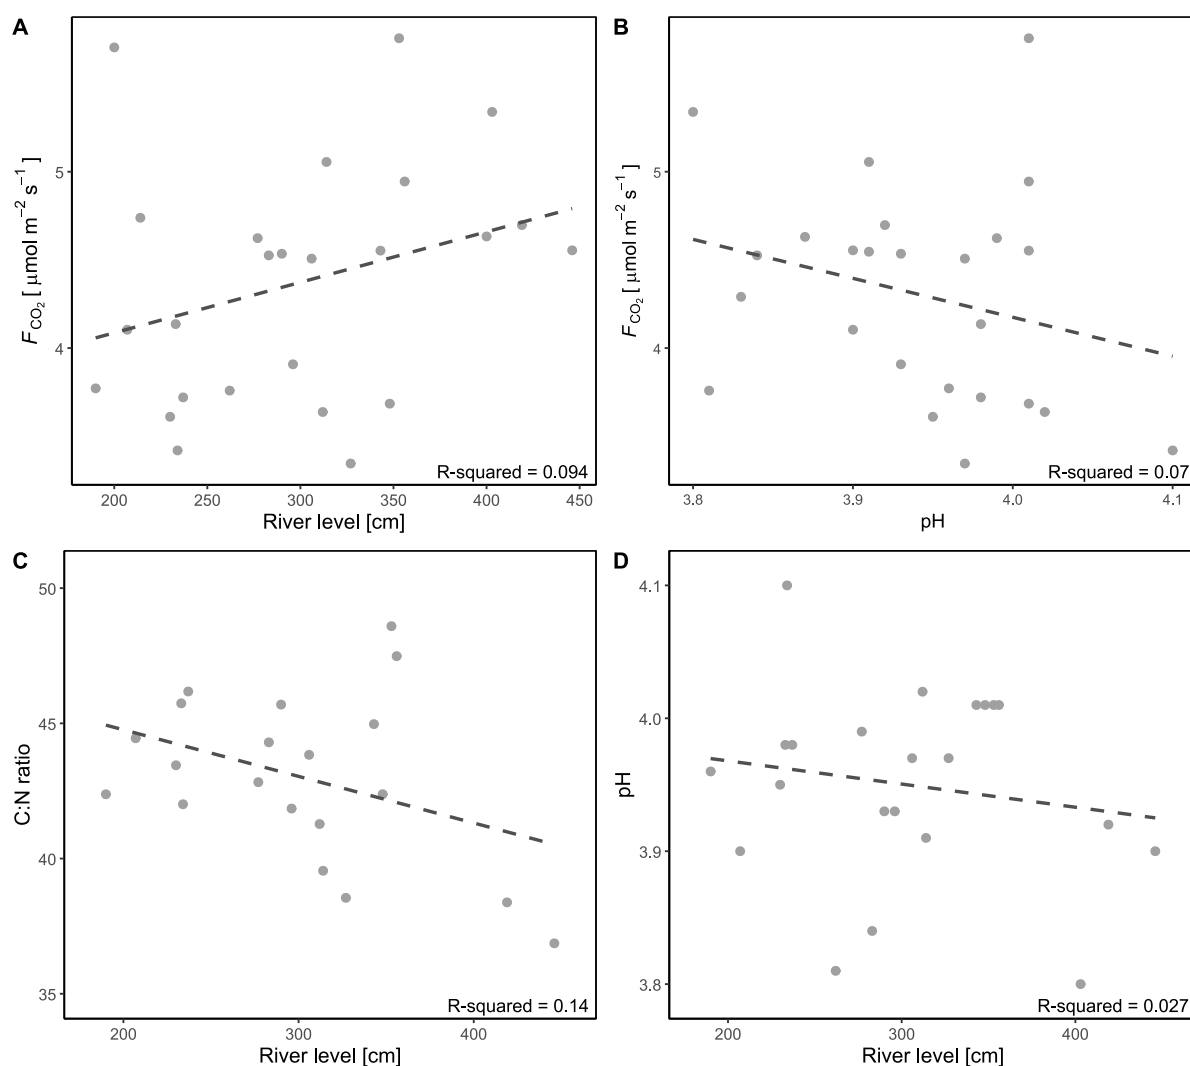 A
F CO₂ [ μmol m⁻² s⁻¹ ]
5
4
R-squared = 0.094
200 250 300 350 400 450
River level [cm]
B
F CO₂ [ μmol m⁻² s⁻¹ ]
5
4
R-squared = 0.07
3.8 3.9 4.0 4.1
pH
C
C:N ratio
50
45
40
35
R-squared = 0.14
200 300 400
River level [cm]
D
pH
4.1
4.0
3.9
3.8
R-squared = 0.027
200 300 400
River level [cm]